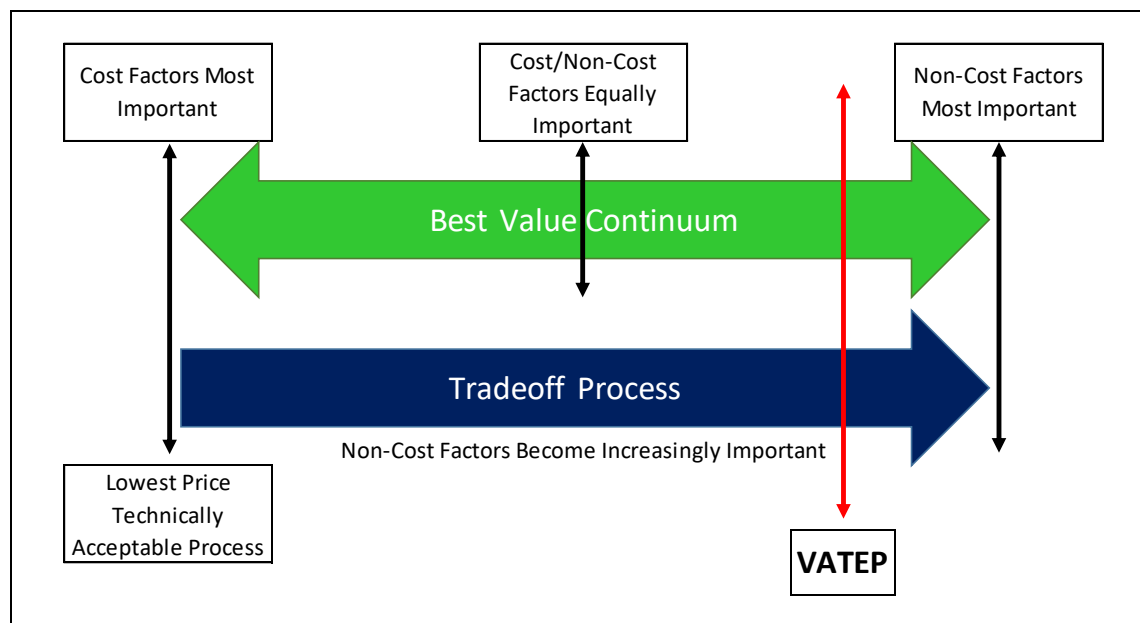 Cost Factors Most
Important
Cost/Non-Cost
Factors Equally
Important
Non-Cost Factors
Most Important
Best Value Continuum
Tradeoff Process
Non-Cost Factors Become Increasingly Important
Lowest Price
Technically
Acceptable Process
VATEP